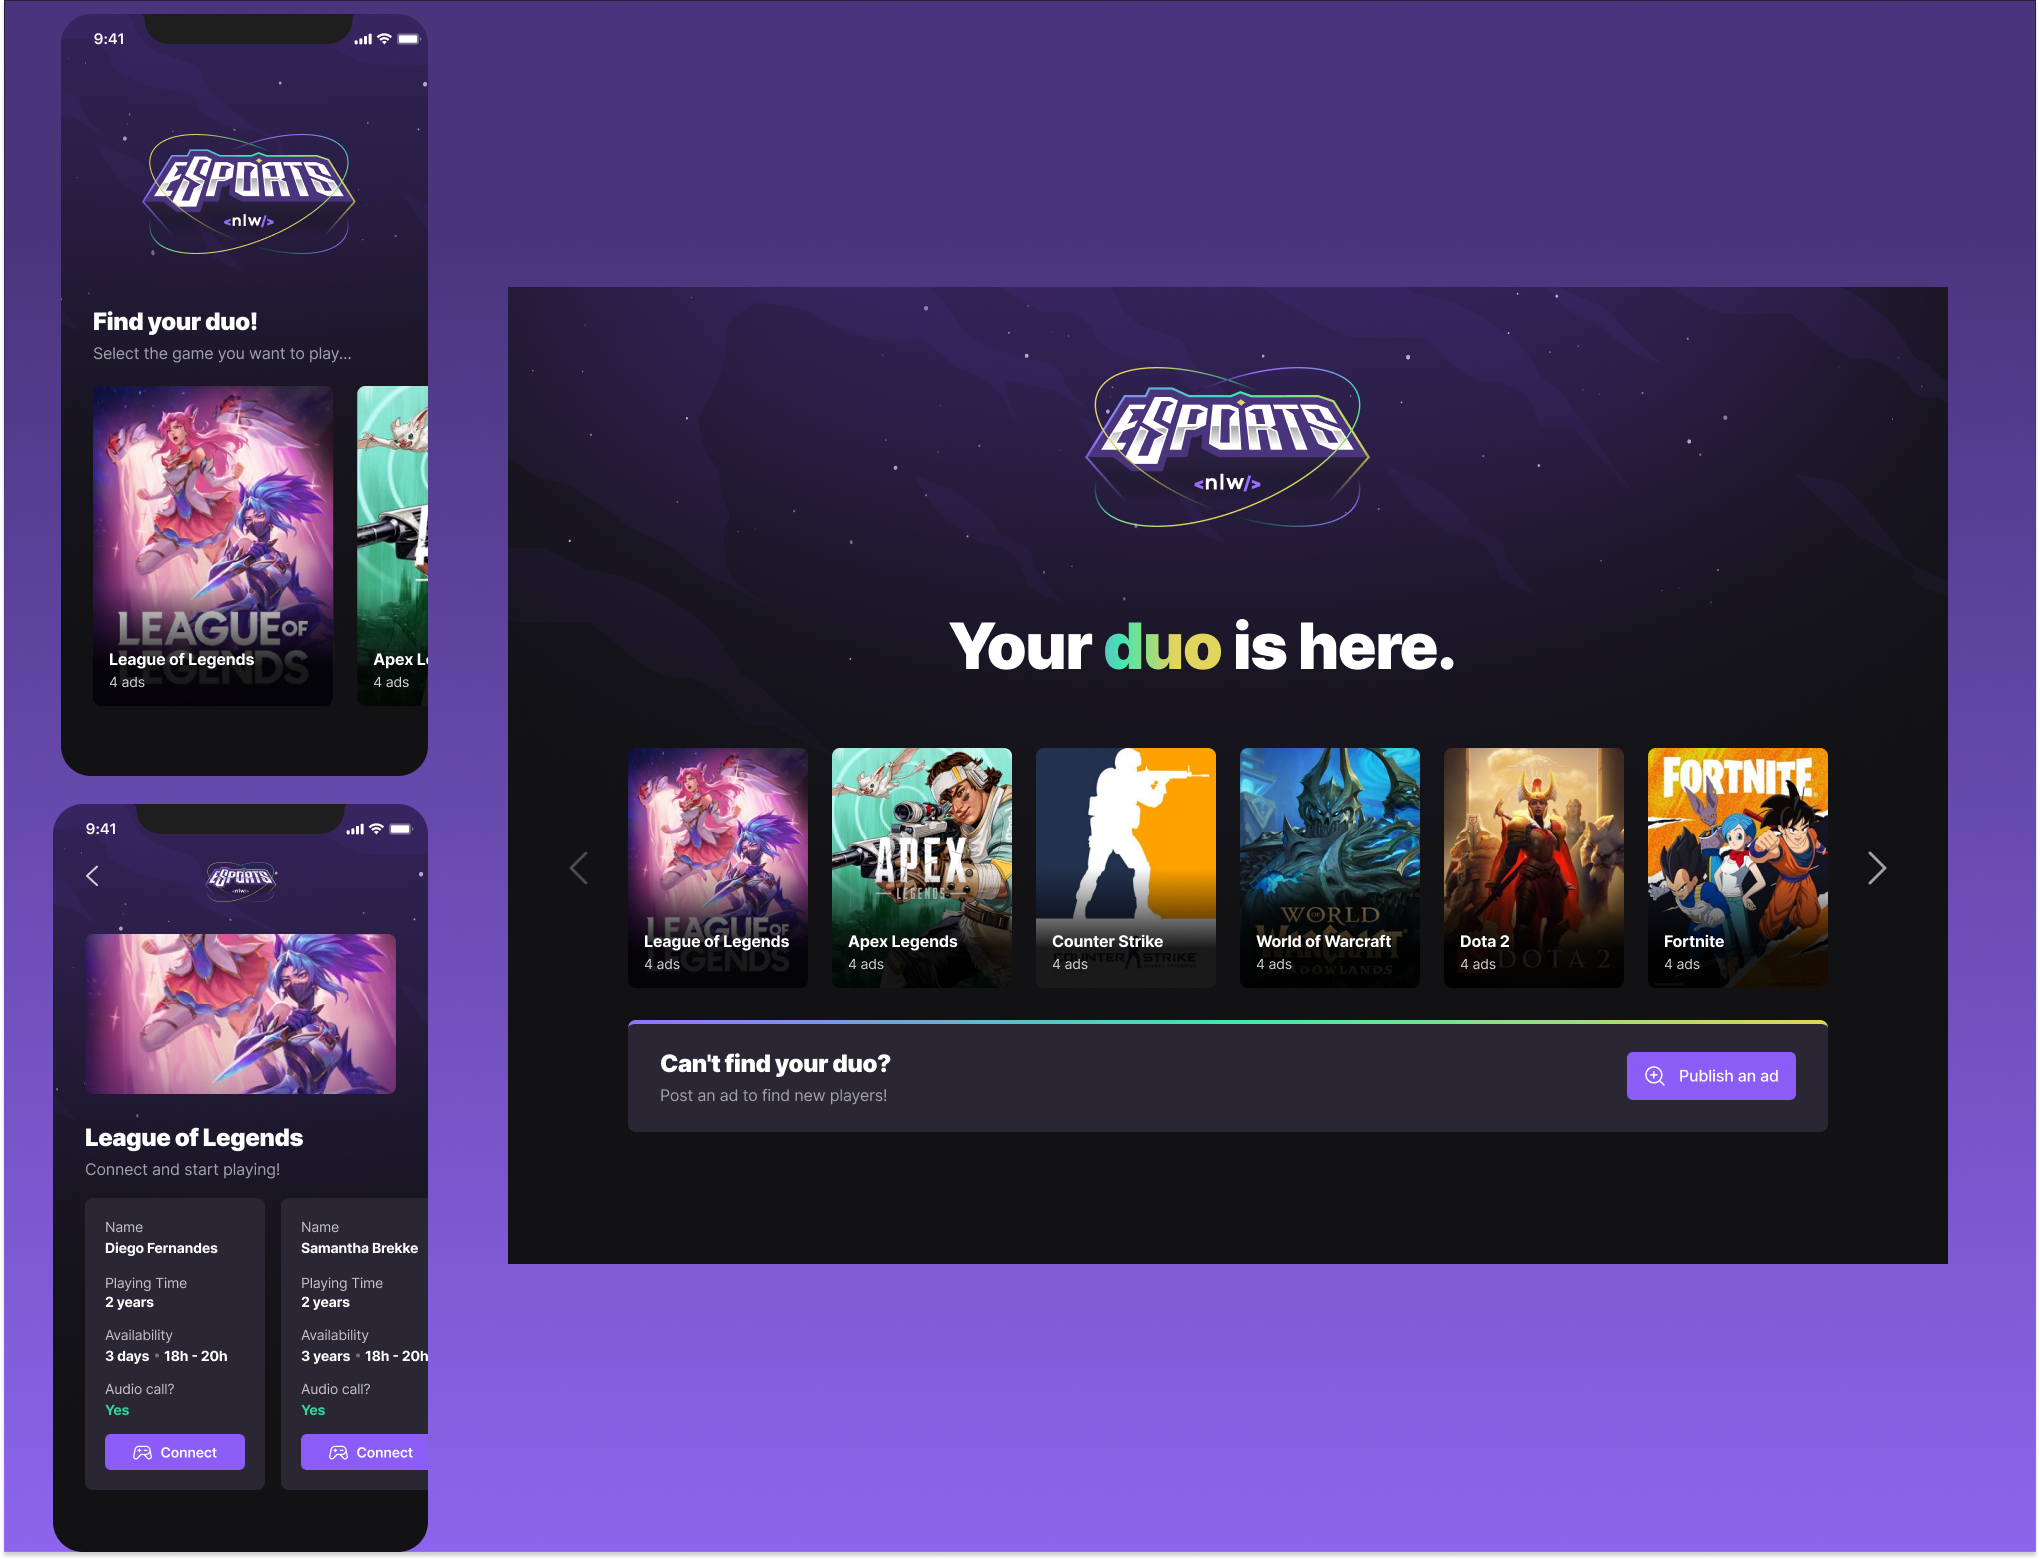 9:41
ESPORTS
<nlw/>
Find your duo!
Select the game you want to play...
LEAGUE OF
LEGENDS
League of Legends
4 ads
Apex L
4 ads
9:41
ESPORTS
<nlw/>
League of Legends
Connect and start playing!
Name
Diego Fernandes
Playing Time
2 years
Availability
3 days • 18h - 20h
Audio call?
Yes
Connect
Name
Samantha Brekke
Playing Time
2 years
Availability
3 years • 18h - 20h
Audio call?
Yes
Connect
ESPORTS
<nlw/>
Your duo is here.
LEAGUE OF
LEGENDS
League of Legends
4 ads
APEX
LEGENDS
Apex Legends
4 ads
COUNTER STRIKE
Counter Strike
4 ads
WORLD
OF
WARCRAFT
SHADOWLANDS
World of Warcraft
4 ads
DOTA 2
Dota 2
4 ads
FORTNITE
Fortnite
4 ads
Can't find your duo?
Post an ad to find new players!
Publish an ad